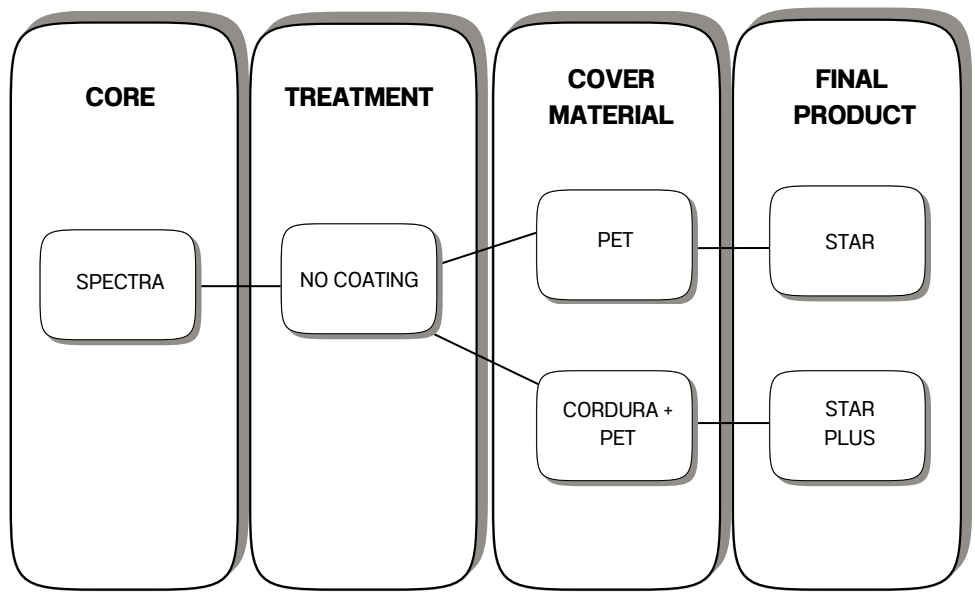 CORE
TREATMENT
COVER
MATERIAL
FINAL
PRODUCT
SPECTRA
NO COATING
PET
STAR
CORDURA +
PET
STAR
PLUS